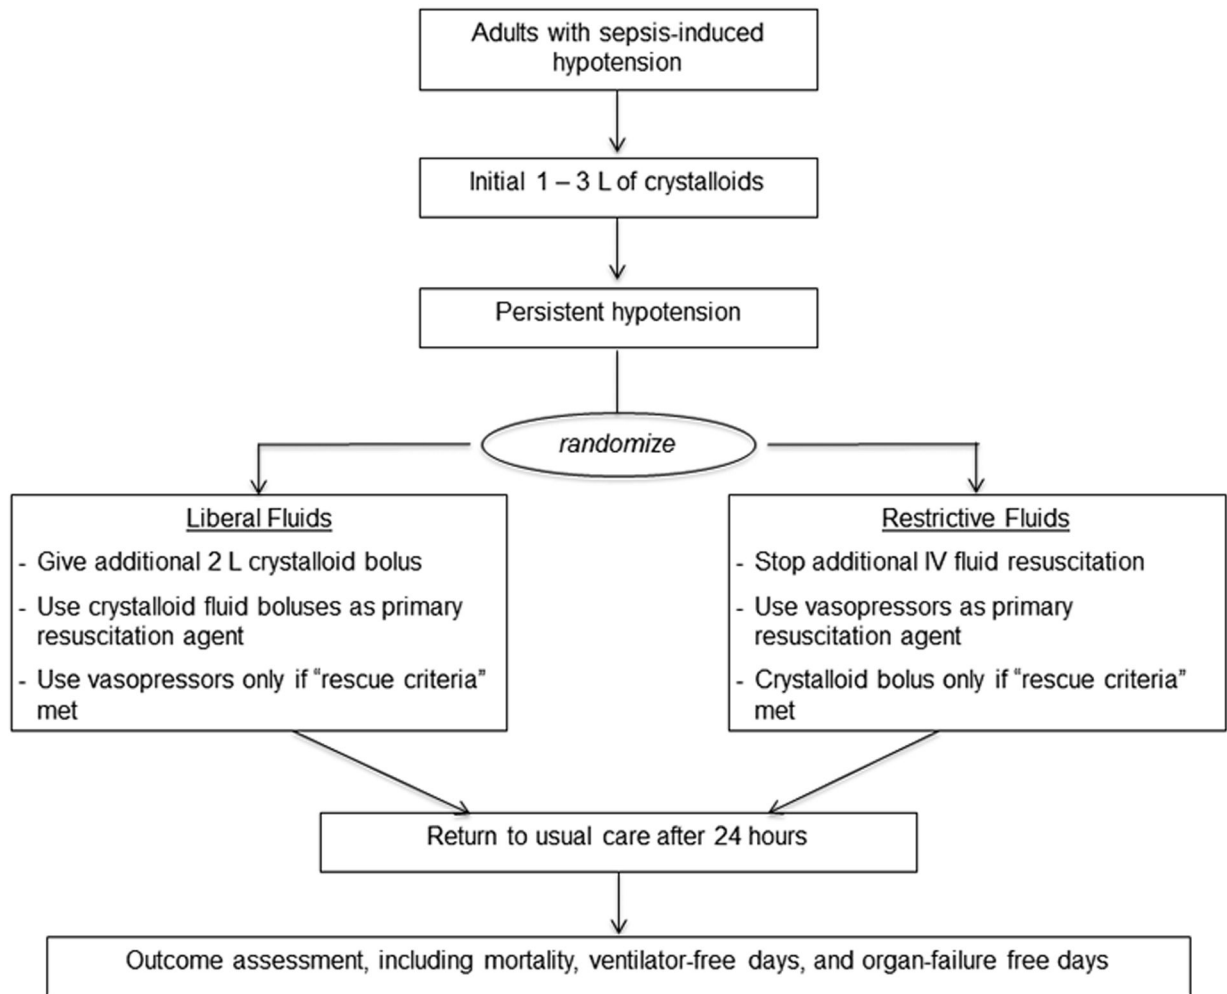 Adults with sepsis-induced
hypotension
Initial 1 – 3 L of crystalloids
Persistent hypotension
randomize
Liberal Fluids
- Give additional 2 L crystalloid bolus
- Use crystalloid fluid boluses as primary
resuscitation agent
- Use vasopressors only if “rescue criteria”
met
Restrictive Fluids
- Stop additional IV fluid resuscitation
- Use vasopressors as primary
resuscitation agent
- Crystalloid bolus only if “rescue criteria”
met
Return to usual care after 24 hours
Outcome assessment, including mortality, ventilator-free days, and organ-failure free days